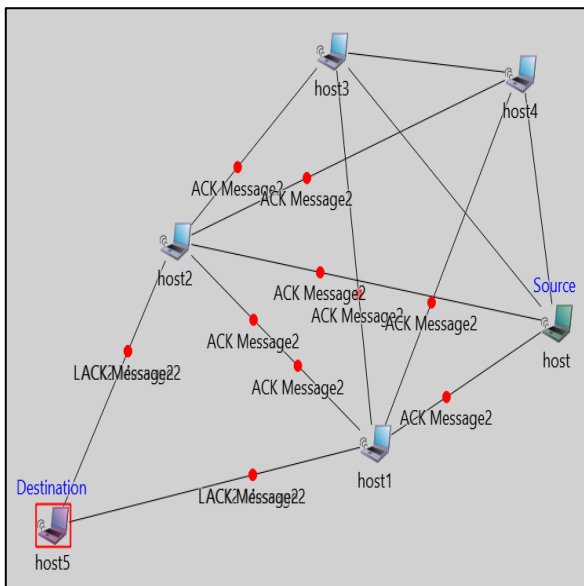 host3
host4
ACK Message2
ACK Message2
host2
Source
ACK Message2
ACK Message2
ACK Message2
host
ACK Message2
ACK Message2
ACK Message2
host1
Destination
host5